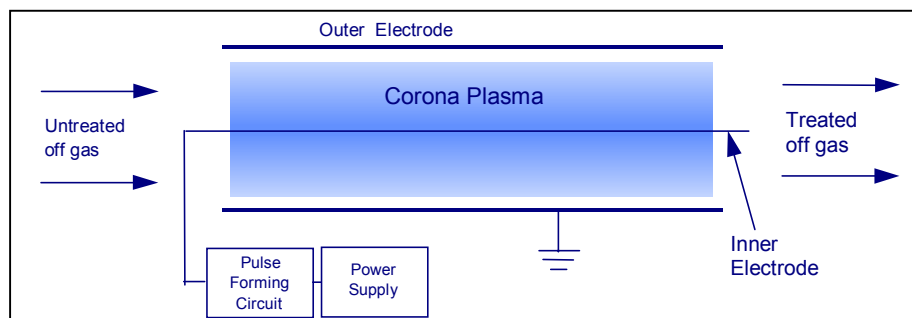 Outer Electrode
Corona Plasma
Untreated
off gas
Treated
off gas
Inner
Electrode
Pulse
Forming
Circuit
Power
Supply